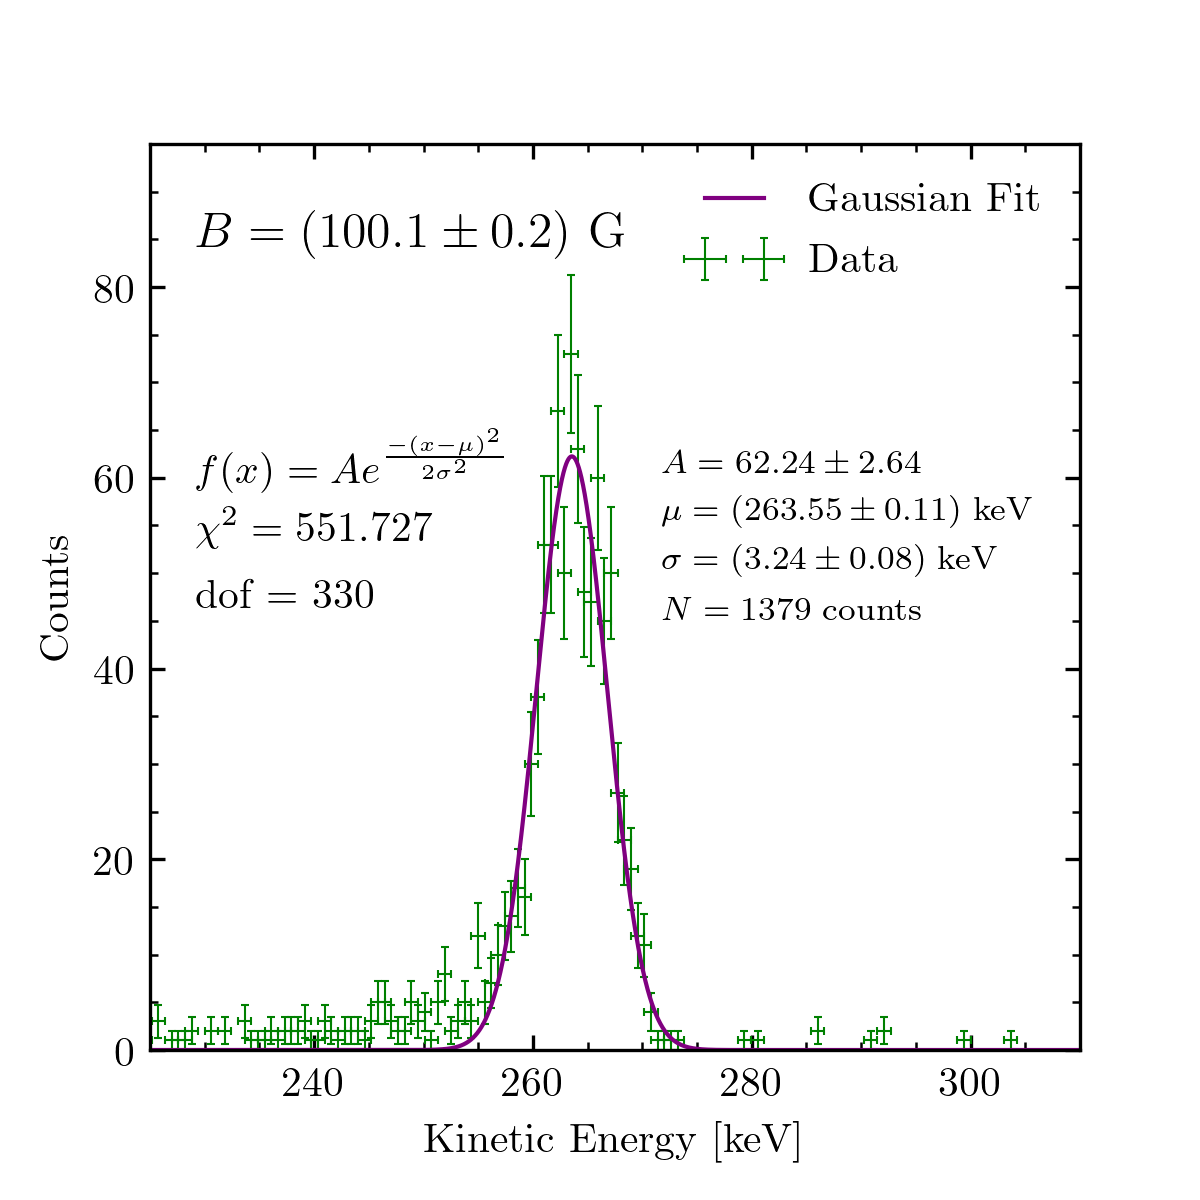 B = (100.1 ± 0.2) G
Gaussian Fit
Data
f(x) = Ae^{\frac{-(x-μ)^2}{2σ^2}}
χ² = 551.727
dof = 330
A = 62.24 ± 2.64
μ = (263.55 ± 0.11) keV
σ = (3.24 ± 0.08) keV
N = 1379 counts
Counts
80
60
40
20
0
240 260 280 300
Kinetic Energy [keV]